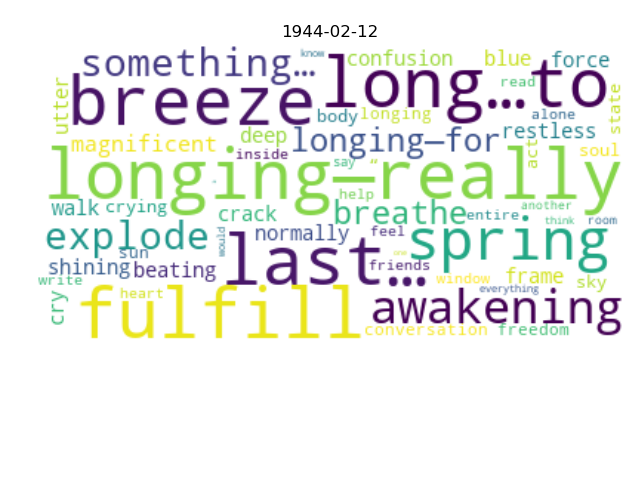 1944-02-12
something… know confusion blue force
breeze long…to read
utter body longing alone state
magnificent deep longing—for restless
inside act soul
longing—really
say "
help
walk crying crack breathe entire another
think room
explode would normally feel spring
sun last… one
shining beating friends
write window frame sky
cry heart fulfill everything
awakening
conversation freedom